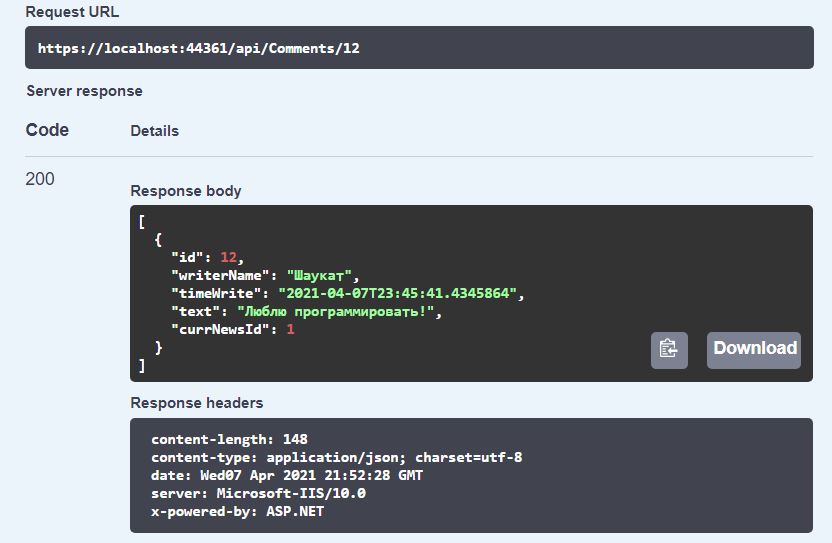 Request URL
https://localhost:44361/api/Comments/12
Server response
Code Details
200
Response body
[
{
"id": 12,
"writerName": "Шаукат",
"timeWrite": "2021-04-07T23:45:41.4345864",
"text": "Люблю программировать!",
"currNewsId": 1
}
]
Download
Response headers
content-length: 148
content-type: application/json; charset=utf-8
date: Wed07 Apr 2021 21:52:28 GMT
server: Microsoft-IIS/10.0
x-powered-by: ASP.NET